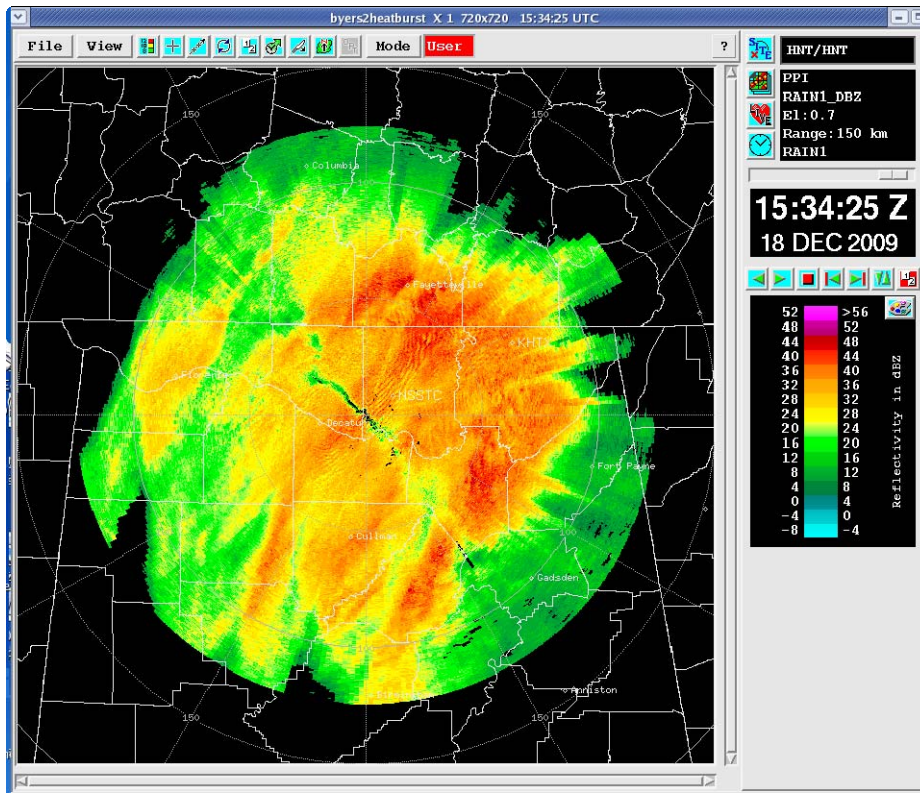 byers2heatburst X 1 720x720 15:34:25 UTC
File View Mode User ?
SITE
HNT/HNT
PPI
RAIN1_DBZ
El:0.7
Range:150 km
RAIN1
15:34:25 Z
18 DEC 2009
52 >56
48 52
44 48
40 44
36 40
32 36
28 32
24 28
20 24
16 20
12 16
8 12
4 8
0 4
-4 0
-8 -4
Reflectivity in dBZ
150
150
Columbia
100
Fayetteville
KHTX
NSSTC
Decatur
Fort Payne
Cullman
100
Gadsden
100
Anniston
150
150